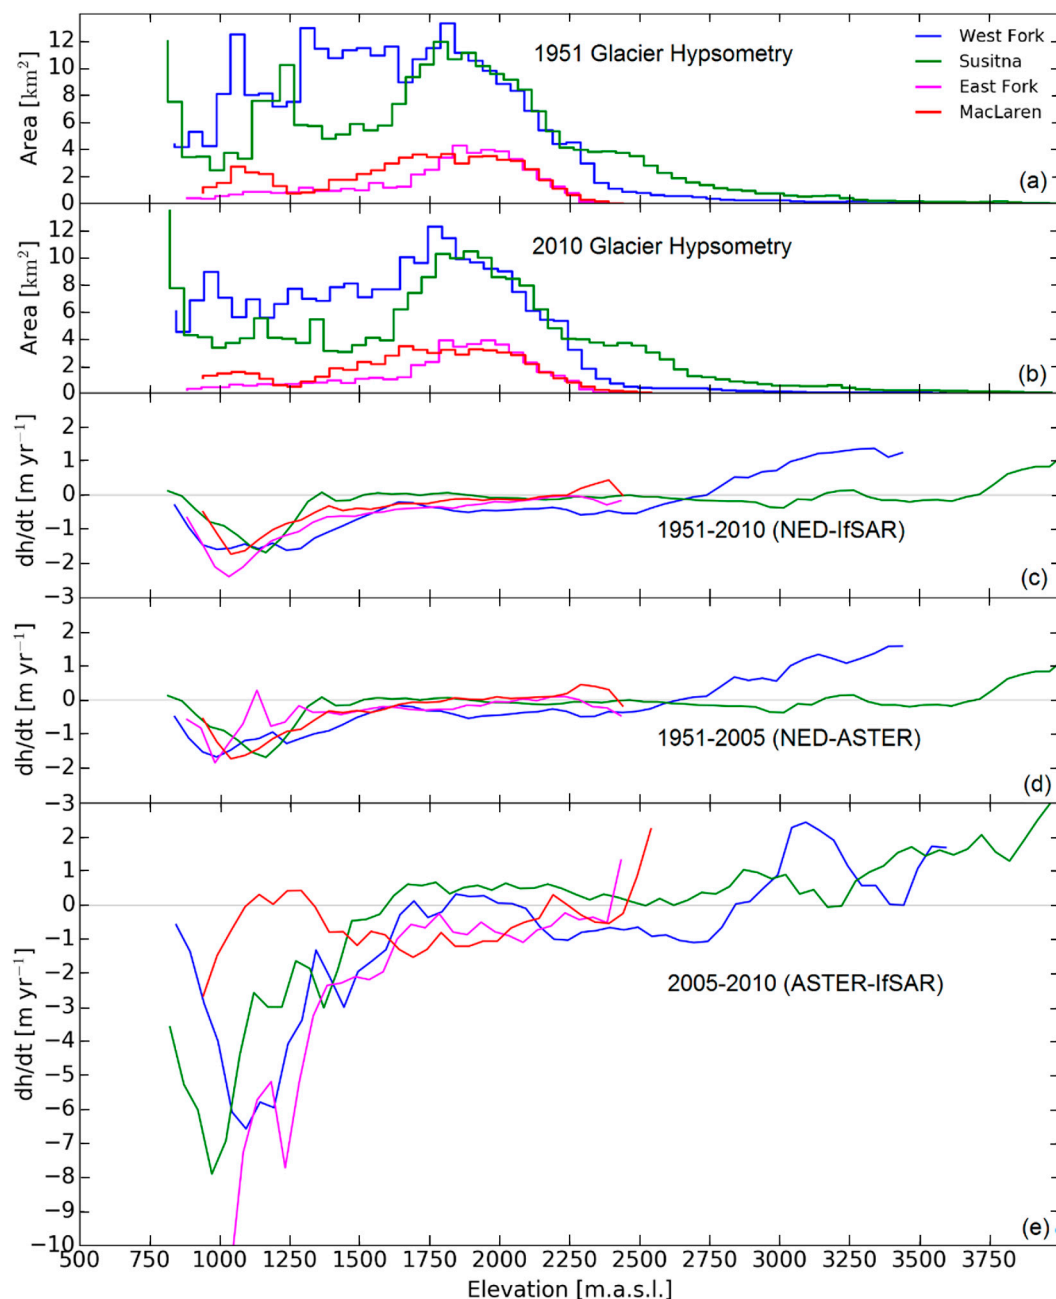 12
10
8
6
4
2
0
Area [km²]
1951 Glacier Hypsometry
West Fork
Susitna
East Fork
MacLaren
(a)
12
10
8
6
4
2
0
Area [km²]
2010 Glacier Hypsometry
(b)
2
1
0
−1
−2
−3
dh/dt [m yr⁻¹]
1951-2010 (NED-IfSAR)
(c)
2
1
0
−1
−2
−3
dh/dt [m yr⁻¹]
1951-2005 (NED-ASTER)
(d)
2
1
0
−1
−2
−3
−4
−5
−6
−7
−8
−9
−10
dh/dt [m yr⁻¹]
2005-2010 (ASTER-IfSAR)
(e)
500 750 1000 1250 1500 1750 2000 2250 2500 2750 3000 3250 3500 3750
Elevation [m.a.s.l.]